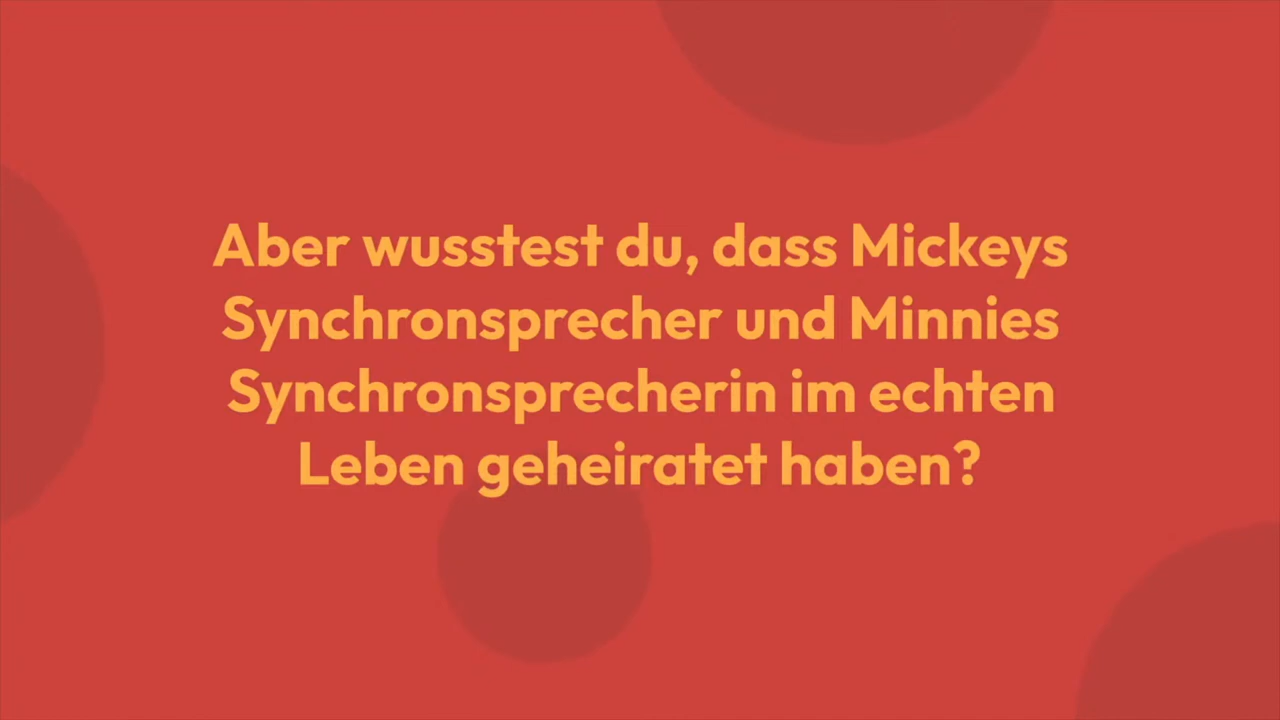 Aber wusstest du, dass Mickeys
Synchronsprecher und Minnies
Synchronsprecherin im echten
Leben geheiratet haben?